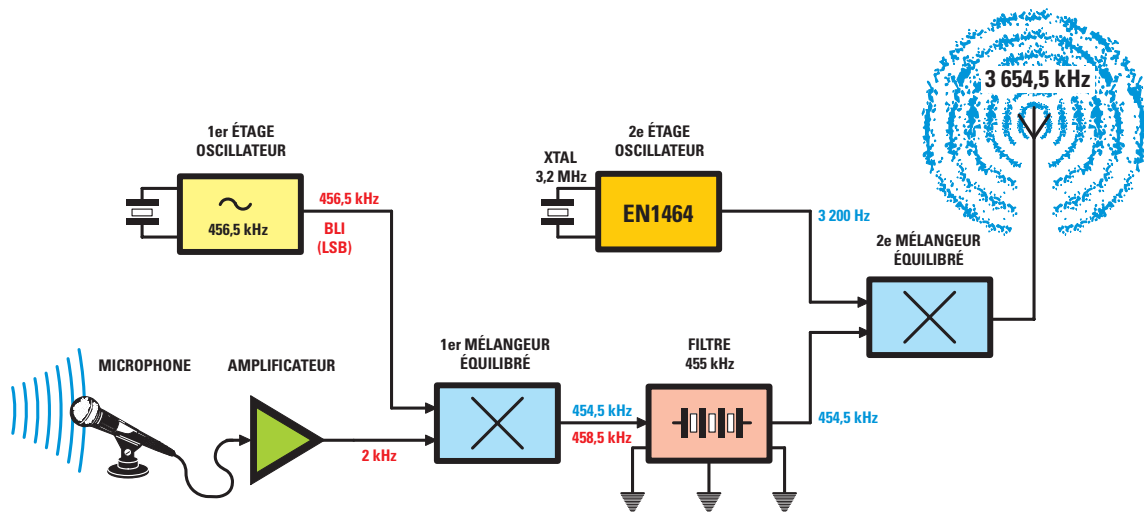 3 654,5 kHz
1er ÉTAGE
OSCILLATEUR
456,5 kHz
456,5 kHz
BLI
(LSB)
XTAL
3,2 MHz
2e ÉTAGE
OSCILLATEUR
EN1464
3 200 Hz
2e MÉLANGEUR
ÉQUILIBRÉ
MICROPHONE
AMPLIFICATEUR
2 kHz
1er MÉLANGEUR
ÉQUILIBRÉ
454,5 kHz
458,5 kHz
FILTRE
455 kHz
454,5 kHz